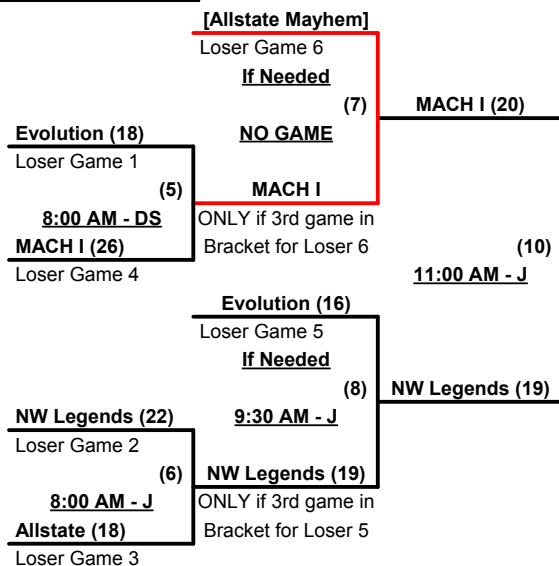 [Allstate Mayhem]
Loser Game 6
If Needed
(7)
MACH I (20)
Evolution (18)
NO GAME
Loser Game 1
(5)
MACH I
8:00 AM - DS
ONLY if 3rd game in
MACH I (26)
Bracket for Loser 6
(10)
Loser Game 4
11:00 AM - J
Evolution (16)
Loser Game 5
If Needed
(8)
NW Legends (19)
NW Legends (22)
9:30 AM - J
Loser Game 2
(6)
NW Legends (19)
8:00 AM - J
ONLY if 3rd game in
Allstate (18)
Bracket for Loser 5
Loser Game 3